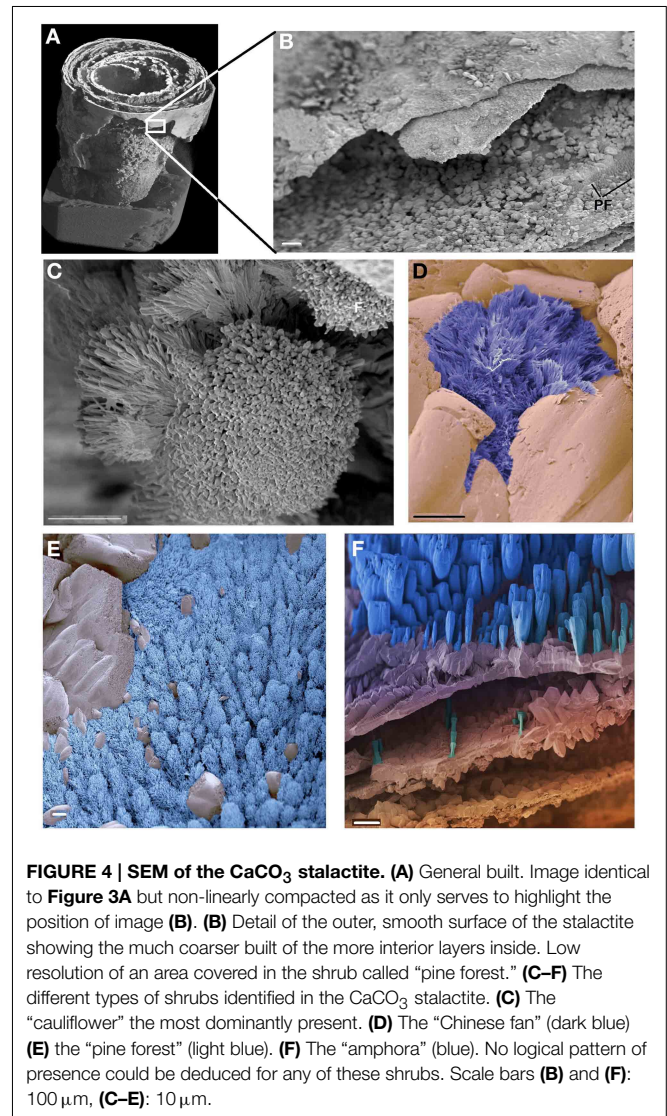 A
B
PF
C
F
D
E
F
FIGURE 4 | SEM of the CaCO3 stalactite. (A) General built. Image identical
to Figure 3A but non-linearly compacted as it only serves to highlight the
position of image (B). (B) Detail of the outer, smooth surface of the stalactite
showing the much coarser built of the more interior layers inside. Low
resolution of an area covered in the shrub called “pine forest.” (C–F) The
different types of shrubs identified in the CaCO3 stalactite. (C) The
“cauliflower” the most dominantly present. (D) The “Chinese fan” (dark blue)
(E) the “pine forest” (light blue). (F) The “amphora” (blue). No logical pattern of
presence could be deduced for any of these shrubs. Scale bars (B) and (F):
100 μm, (C–E): 10 μm.